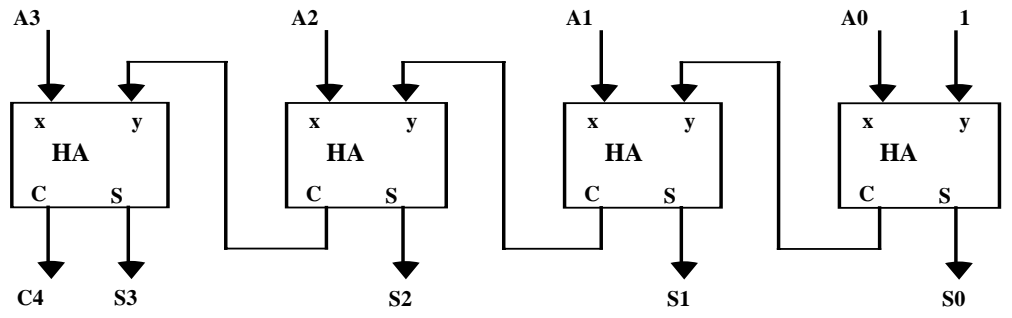 A3 A2 A1 A0 1
x y x y x y x y
HA HA HA HA
C S C S C S C S
C4 S3 S2 S1 S0